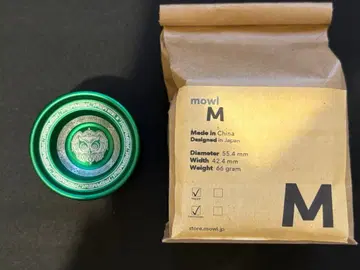 mowl
M
Made in China
Designed in Japan
Diameter 55.4 mm
Width 42.4 mm
Weight 66 gram
M
store.mowl.jp